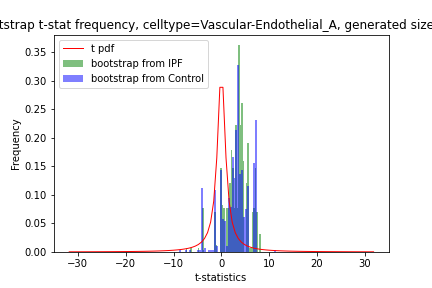 tstrap t-stat frequency, celltype=Vascular-Endothelial_A, generated size
t pdf
bootstrap from IPF
bootstrap from Control
Frequency
0.35
0.30
0.25
0.20
0.15
0.10
0.05
0.00
−30
−20
−10
0
10
20
30
t-statistics